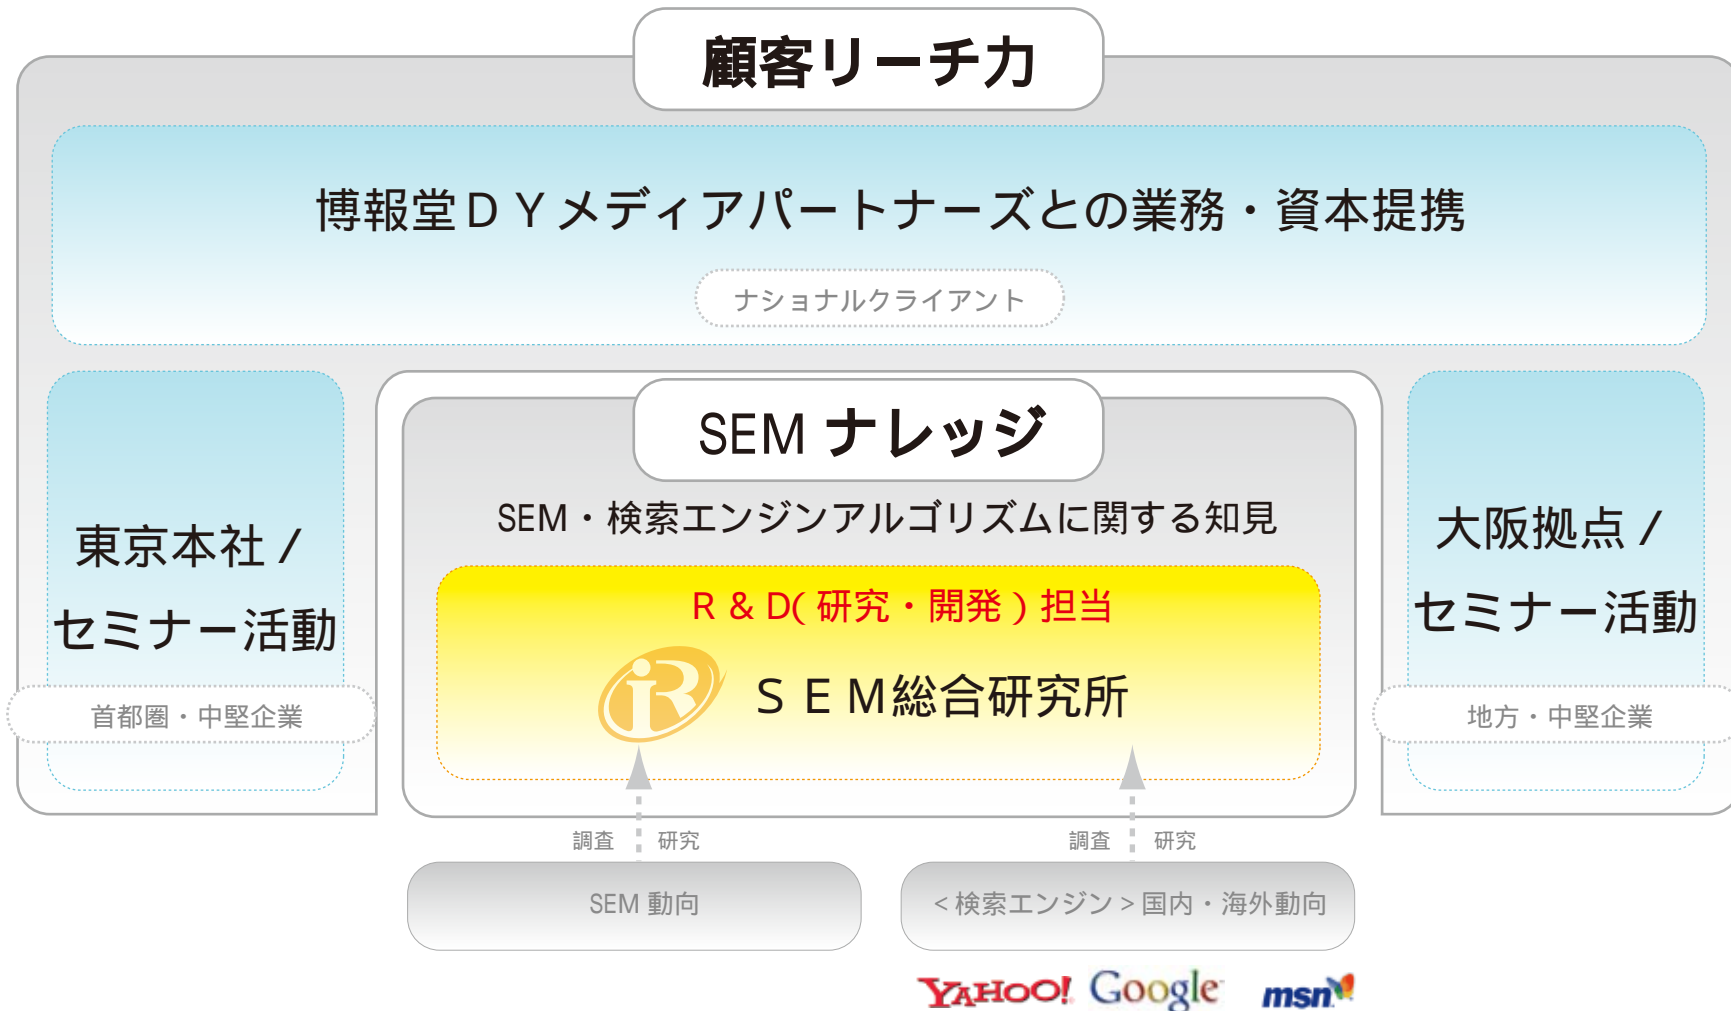 顧客リーチ力
博報堂ＤＹメディアパートナーズとの業務・資本提携
ナショナルクライアント
SEM ナレッジ
SEM・検索エンジンアルゴリズムに関する知見
東京本社 /
セミナー活動
首都圏・中堅企業
R & D( 研究・開発 ) 担当
iR
ＳＥＭ総合研究所
大阪拠点 /
セミナー活動
地方・中堅企業
調査 研究
調査 研究
SEM 動向
< 検索エンジン > 国内・海外動向
YAHOO! Google msn